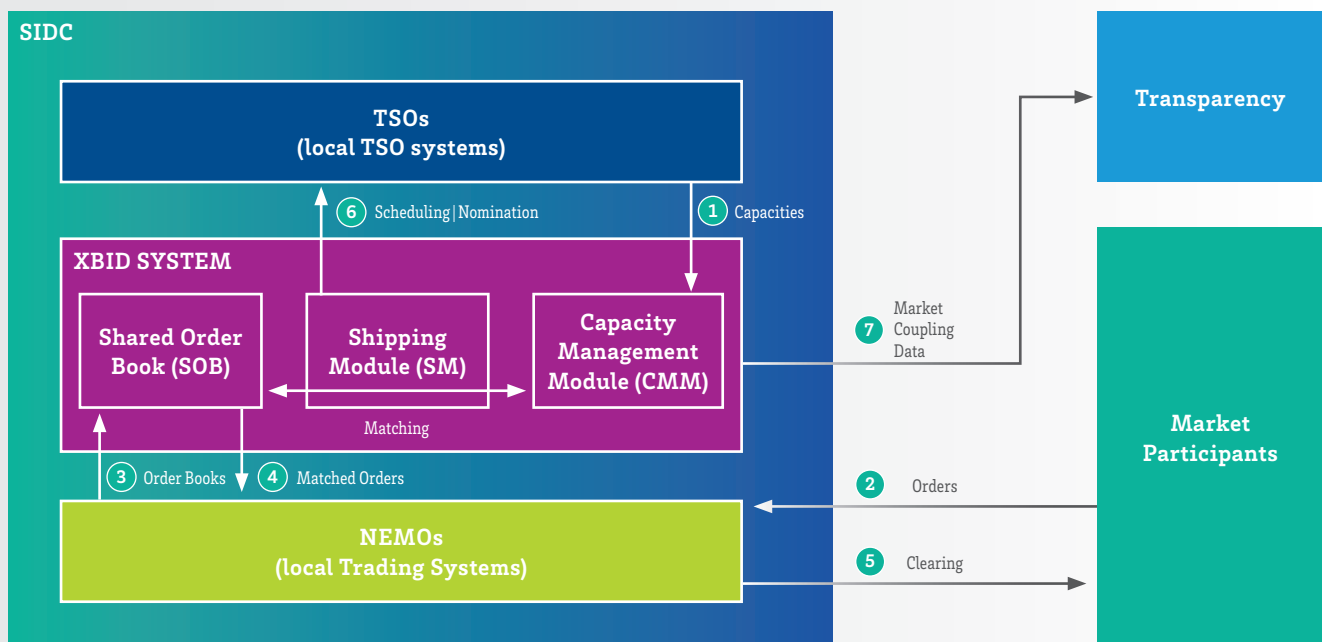 SIDC
TSOs
(local TSO systems)
Transparency
6 Scheduling|Nomination
1 Capacities
XBID SYSTEM
Shared Order
Book (SOB)
Shipping
Module (SM)
Capacity
Management
Module (CMM)
Matching
7
Market
Coupling
Data
Market
Participants
3 Order Books
4 Matched Orders
2 Orders
NEMOs
(local Trading Systems)
5 Clearing